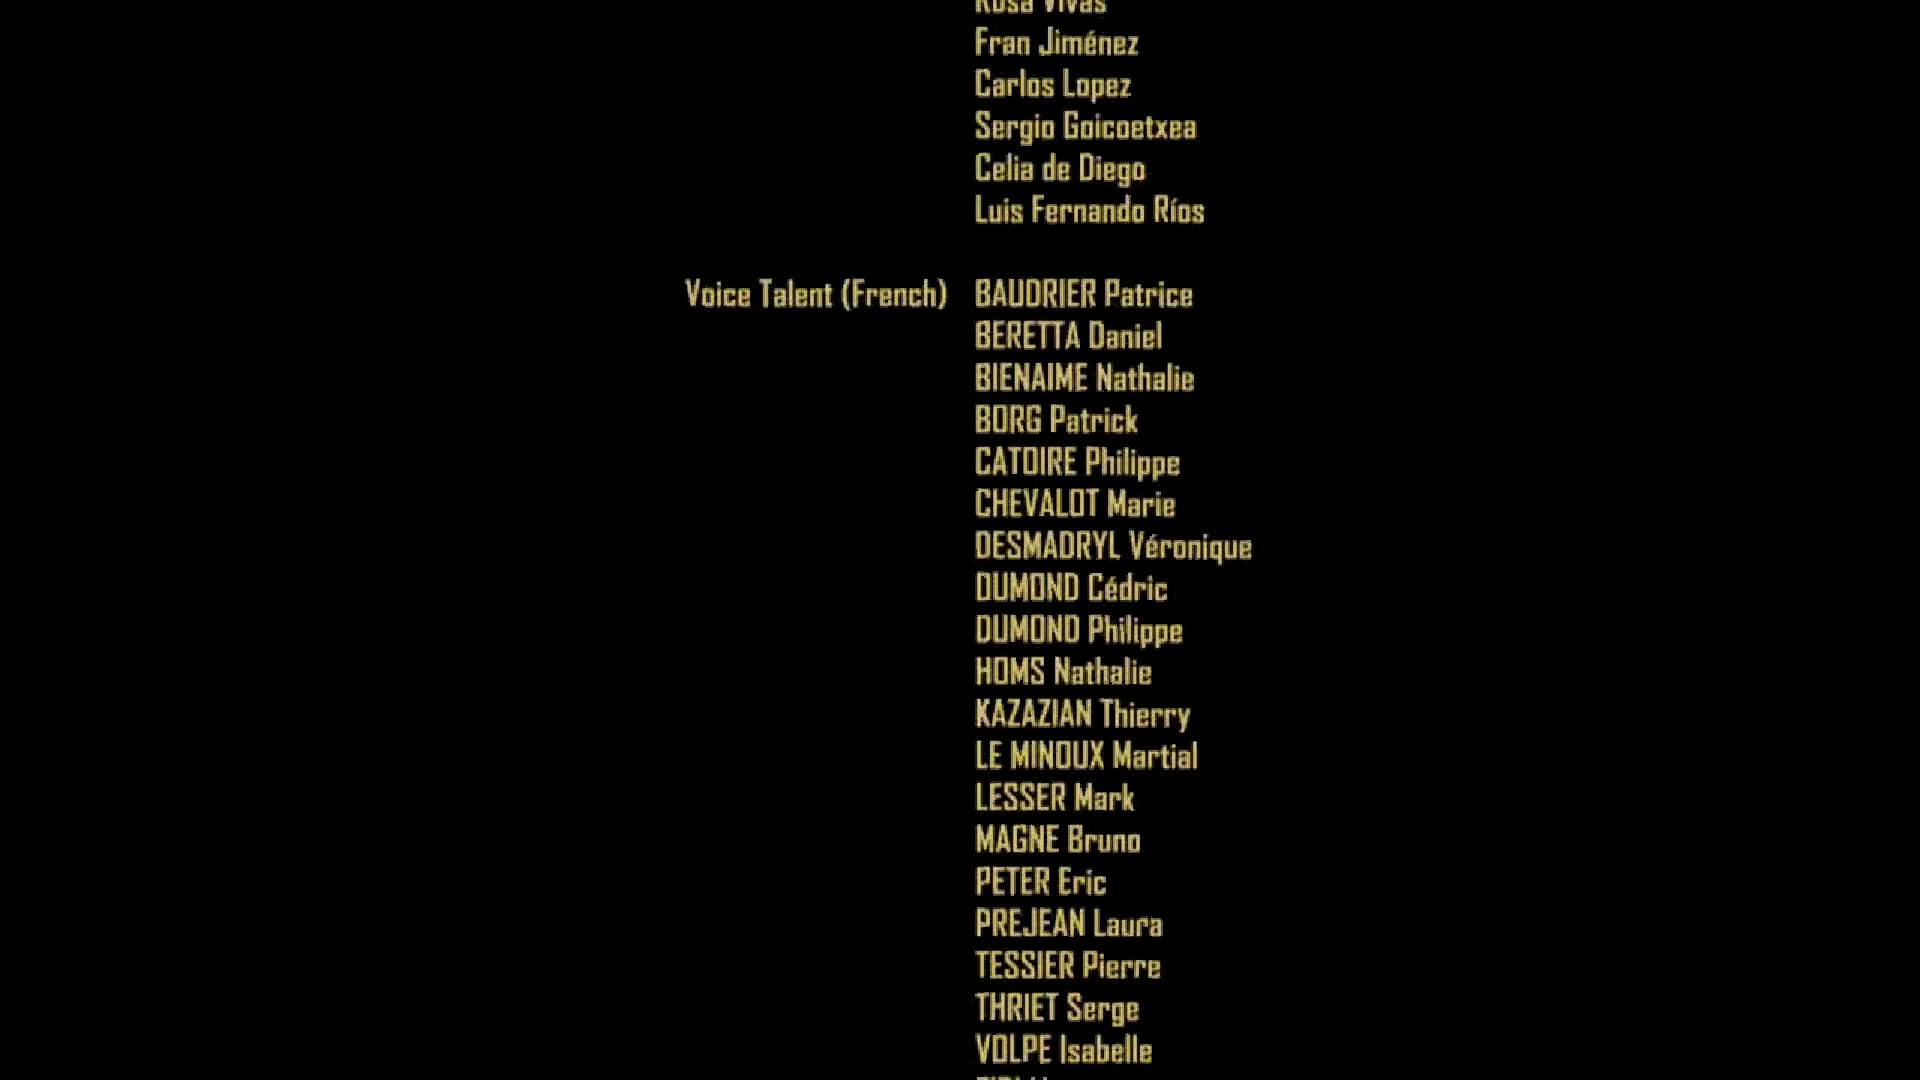 Rosa Vivas
Fran Jiménez
Carlos Lopez
Sergio Goicoetxea
Celia de Diego
Luis Fernando Ríos
Voice Talent (French) BAUDRIER Patrice
BERETTA Daniel
BIENAIME Nathalie
BORG Patrick
CATOIRE Philippe
CHEVALOT Marie
DESMADRYL Véronique
DUMOND Cédric
DUMOND Philippe
HOMS Nathalie
KAZAZIAN Thierry
LE MINOUX Martial
LESSER Mark
MAGNE Bruno
PETER Eric
PREJEAN Laura
TESSIER Pierre
THRIET Serge
VOLPE Isabelle